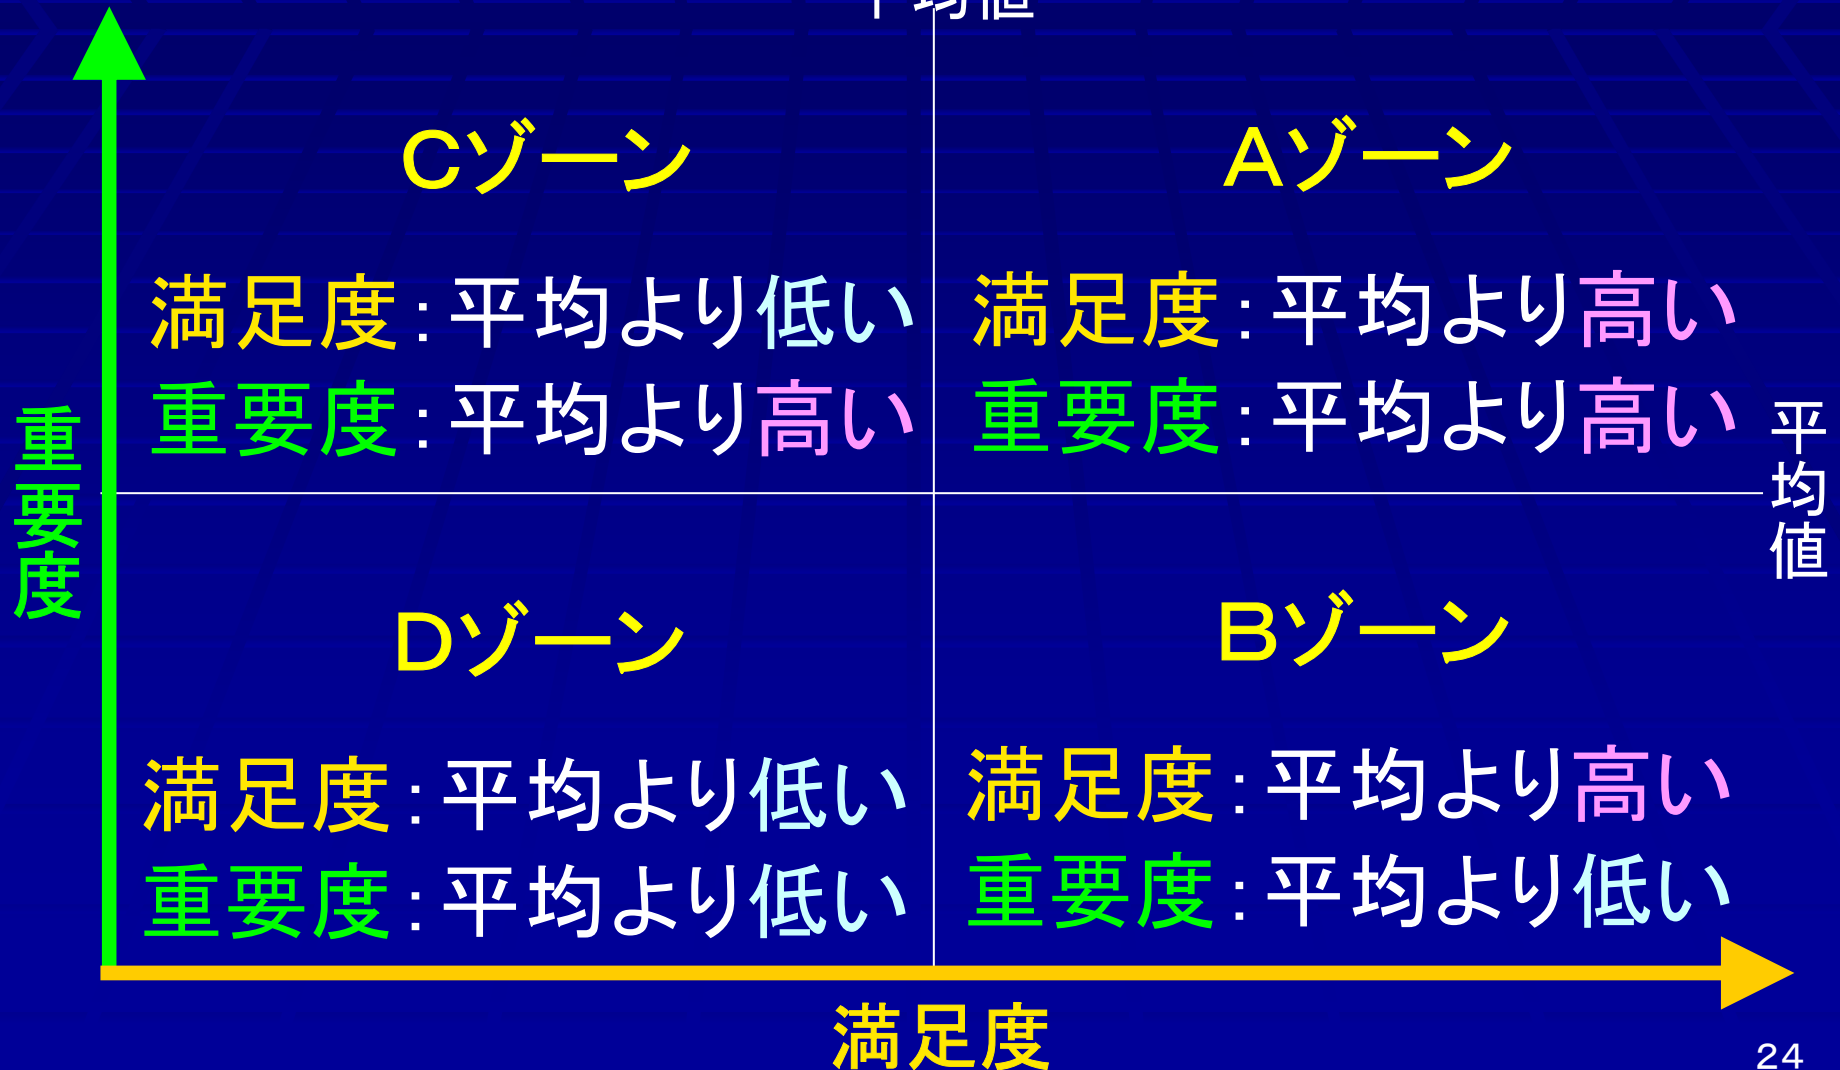 平均値
Cゾーン
満足度:平均より低い
重要度:平均より高い
Aゾーン
満足度:平均より高い
重要度:平均より高い
重要度
平均値
Dゾーン
満足度:平均より低い
重要度:平均より低い
Bゾーン
満足度:平均より高い
重要度:平均より低い
満足度
24